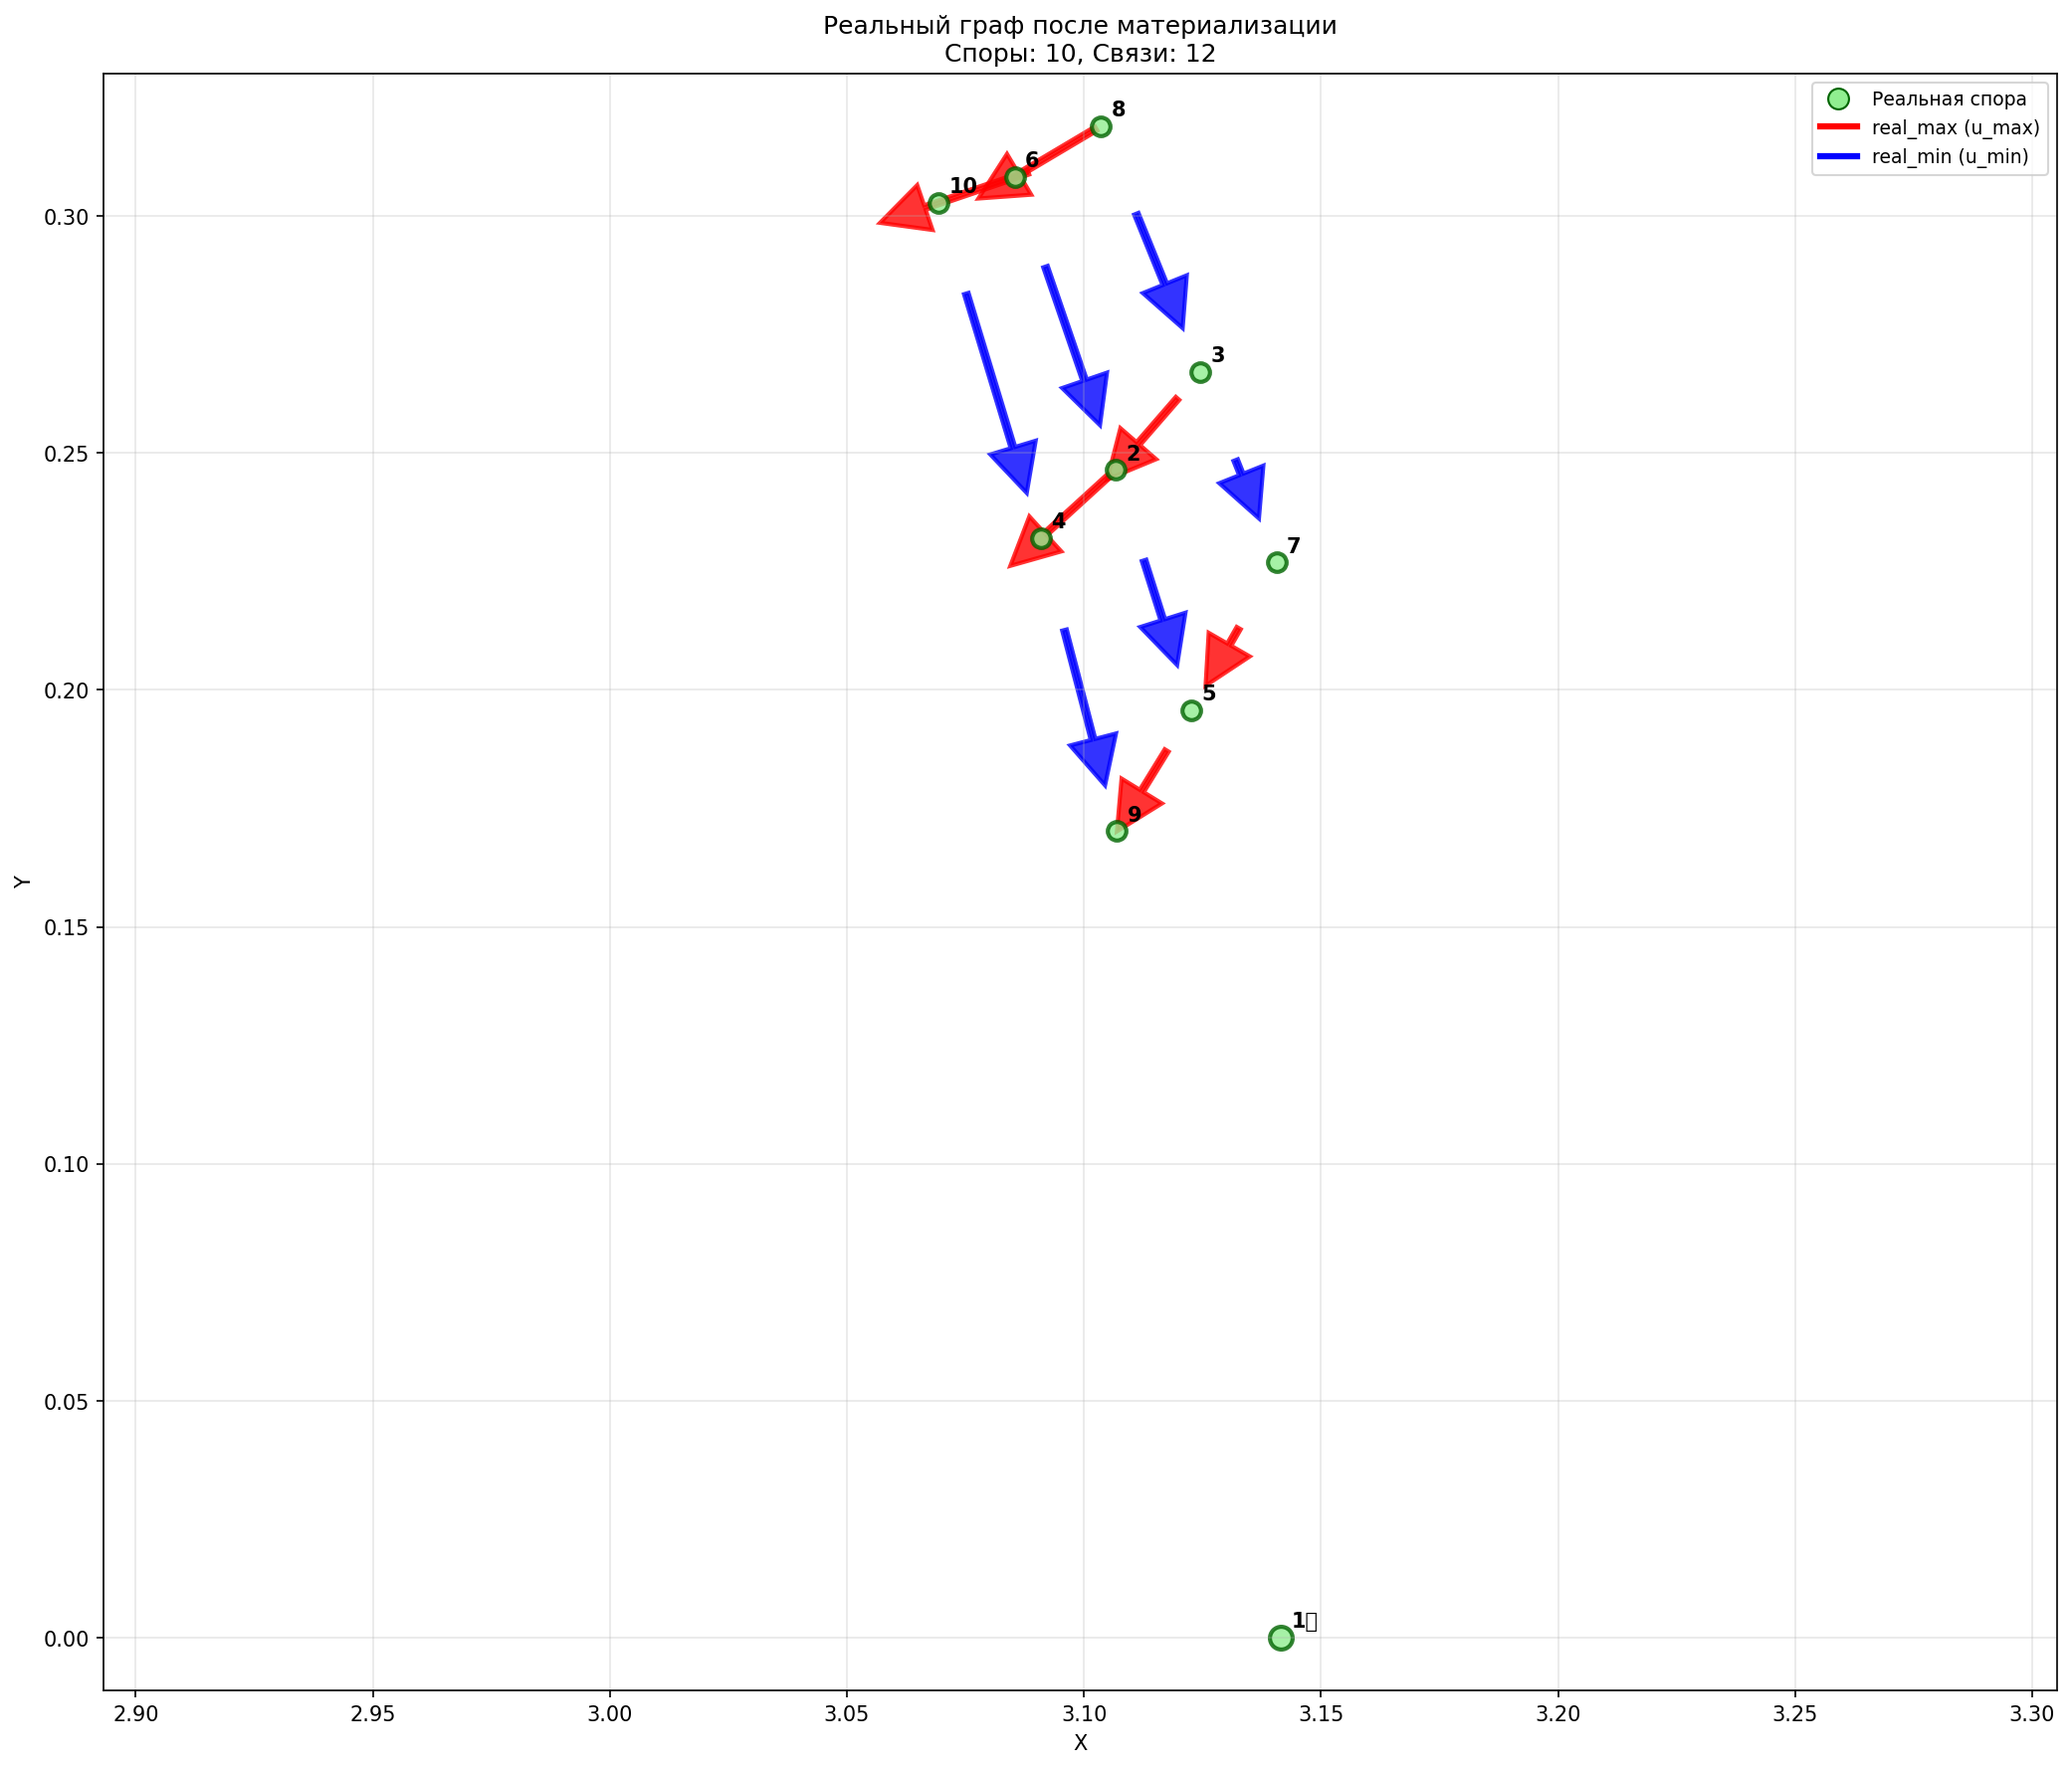 Реальный граф после материализации
Споры: 10, Связи: 12
Реальная спора
real_max (u_max)
real_min (u_min)
8
6
10
3
2
4
7
5
9
1
Y
0.30
0.25
0.20
0.15
0.10
0.05
0.00
2.90 2.95 3.00 3.05 3.10 3.15 3.20 3.25 3.30
X